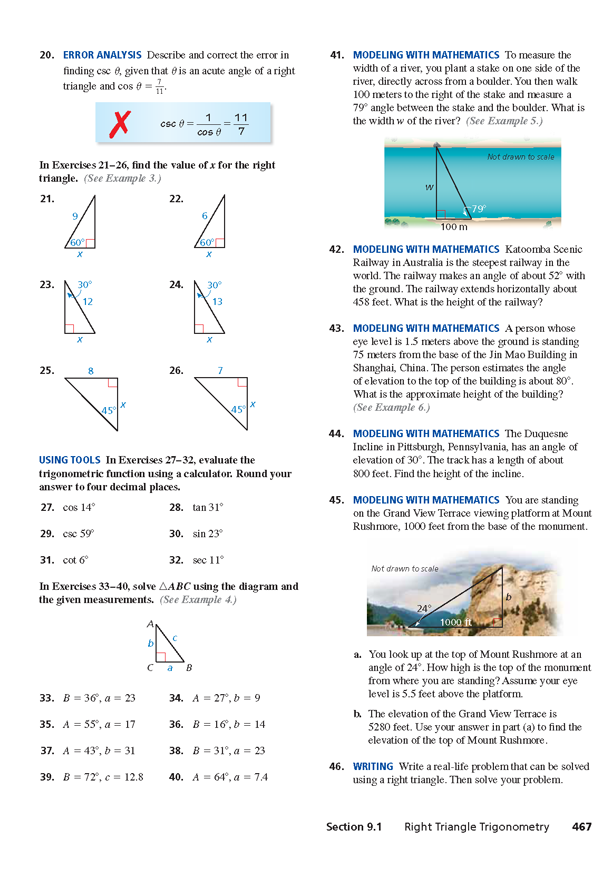 20. ERROR ANALYSIS Describe and correct the error in
finding csc θ, given that θ is an acute angle of a right
triangle and cos θ = 7/11.
csc θ = 1/cos θ = 11/7
In Exercises 21–26, find the value of x for the right
triangle. (See Example 3.)
21.
9
60°
x
22.
6
60°
x
23.
30°
12
x
24.
30°
13
x
25.
8
45°
x
26.
7
45°
x
USING TOOLS In Exercises 27–32, evaluate the
trigonometric function using a calculator. Round your
answer to four decimal places.
27. cos 14°
28. tan 31°
29. csc 59°
30. sin 23°
31. cot 6°
32. sec 11°
In Exercises 33–40, solve △ABC using the diagram and
the given measurements. (See Example 4.)
A
b
c
C a B
33. B = 36°, a = 23
34. A = 27°, b = 9
35. A = 55°, a = 17
36. B = 16°, b = 14
37. A = 43°, b = 31
38. B = 31°, a = 23
39. B = 72°, c = 12.8
40. A = 64°, a = 7.4
41. MODELING WITH MATHEMATICS To measure the
width of a river, you plant a stake on one side of the
river, directly across from a boulder. You then walk
100 meters to the right of the stake and measure a
79° angle between the stake and the boulder. What is
the width w of the river? (See Example 5.)
Not drawn to scale
w
79°
100 m
42. MODELING WITH MATHEMATICS Katoomba Scenic
Railway in Australia is the steepest railway in the
world. The railway makes an angle of about 52° with
the ground. The railway extends horizontally about
458 feet. What is the height of the railway?
43. MODELING WITH MATHEMATICS A person whose
eye level is 1.5 meters above the ground is standing
75 meters from the base of the Jin Mao Building in
Shanghai, China. The person estimates the angle
of elevation to the top of the building is about 80°.
What is the approximate height of the building?
(See Example 6.)
44. MODELING WITH MATHEMATICS The Duquesne
Incline in Pittsburgh, Pennsylvania, has an angle of
elevation of 30°. The track has a length of about
800 feet. Find the height of the incline.
45. MODELING WITH MATHEMATICS You are standing
on the Grand View Terrace viewing platform at Mount
Rushmore, 1000 feet from the base of the monument.
Not drawn to scale
24°
b
1000 ft
a. You look up at the top of Mount Rushmore at an
angle of 24°. How high is the top of the monument
from where you are standing? Assume your eye
level is 5.5 feet above the platform.
b. The elevation of the Grand View Terrace is
5280 feet. Use your answer in part (a) to find the
elevation of the top of Mount Rushmore.
46. WRITING Write a real-life problem that can be solved
using a right triangle. Then solve your problem.
Section 9.1 Right Triangle Trigonometry 467